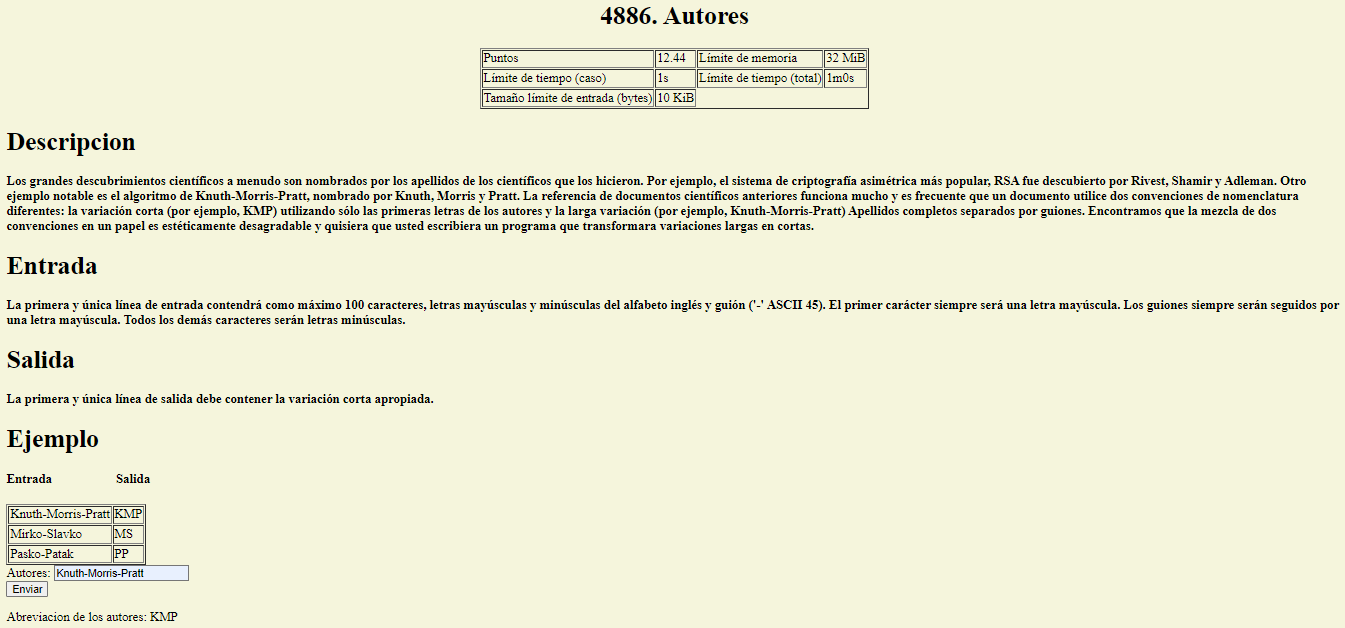 4886. Autores
Puntos 12.44 Límite de memoria 32 MiB
Límite de tiempo (caso) 1s Límite de tiempo (total) 1m0s
Tamaño límite de entrada (bytes) 10 KiB
Descripcion
Los grandes descubrimientos científicos a menudo son nombrados por los apellidos de los científicos que los hicieron. Por ejemplo, el sistema de criptografía asimétrica más popular, RSA fue descubierto por Rivest, Shamir y Adleman. Otro
ejemplo notable es el algoritmo de Knuth-Morris-Pratt, nombrado por Knuth, Morris y Pratt. La referencia de documentos científicos anteriores funciona mucho y es frecuente que un documento utilice dos convenciones de nomenclatura
diferentes: la variación corta (por ejemplo, KMP) utilizando sólo las primeras letras de los autores y la larga variación (por ejemplo, Knuth-Morris-Pratt) Apellidos completos separados por guiones. Encontramos que la mezcla de dos
convenciones en un papel es estéticamente desagradable y quisiera que usted escribiera un programa que transformara variaciones largas en cortas.
Entrada
La primera y única línea de entrada contendrá como máximo 100 caracteres, letras mayúsculas y minúsculas del alfabeto inglés y guión ('-' ASCII 45). El primer carácter siempre será una letra mayúscula. Los guiones siempre serán seguidos por
una letra mayúscula. Todos los demás caracteres serán letras minúsculas.
Salida
La primera y única línea de salida debe contener la variación corta apropiada.
Ejemplo
Entrada Salida
Knuth-Morris-Pratt KMP
Mirko-Slavko MS
Pasko-Patak PP
Autores: Knuth-Morris-Pratt
Enviar
Abreviacion de los autores: KMP